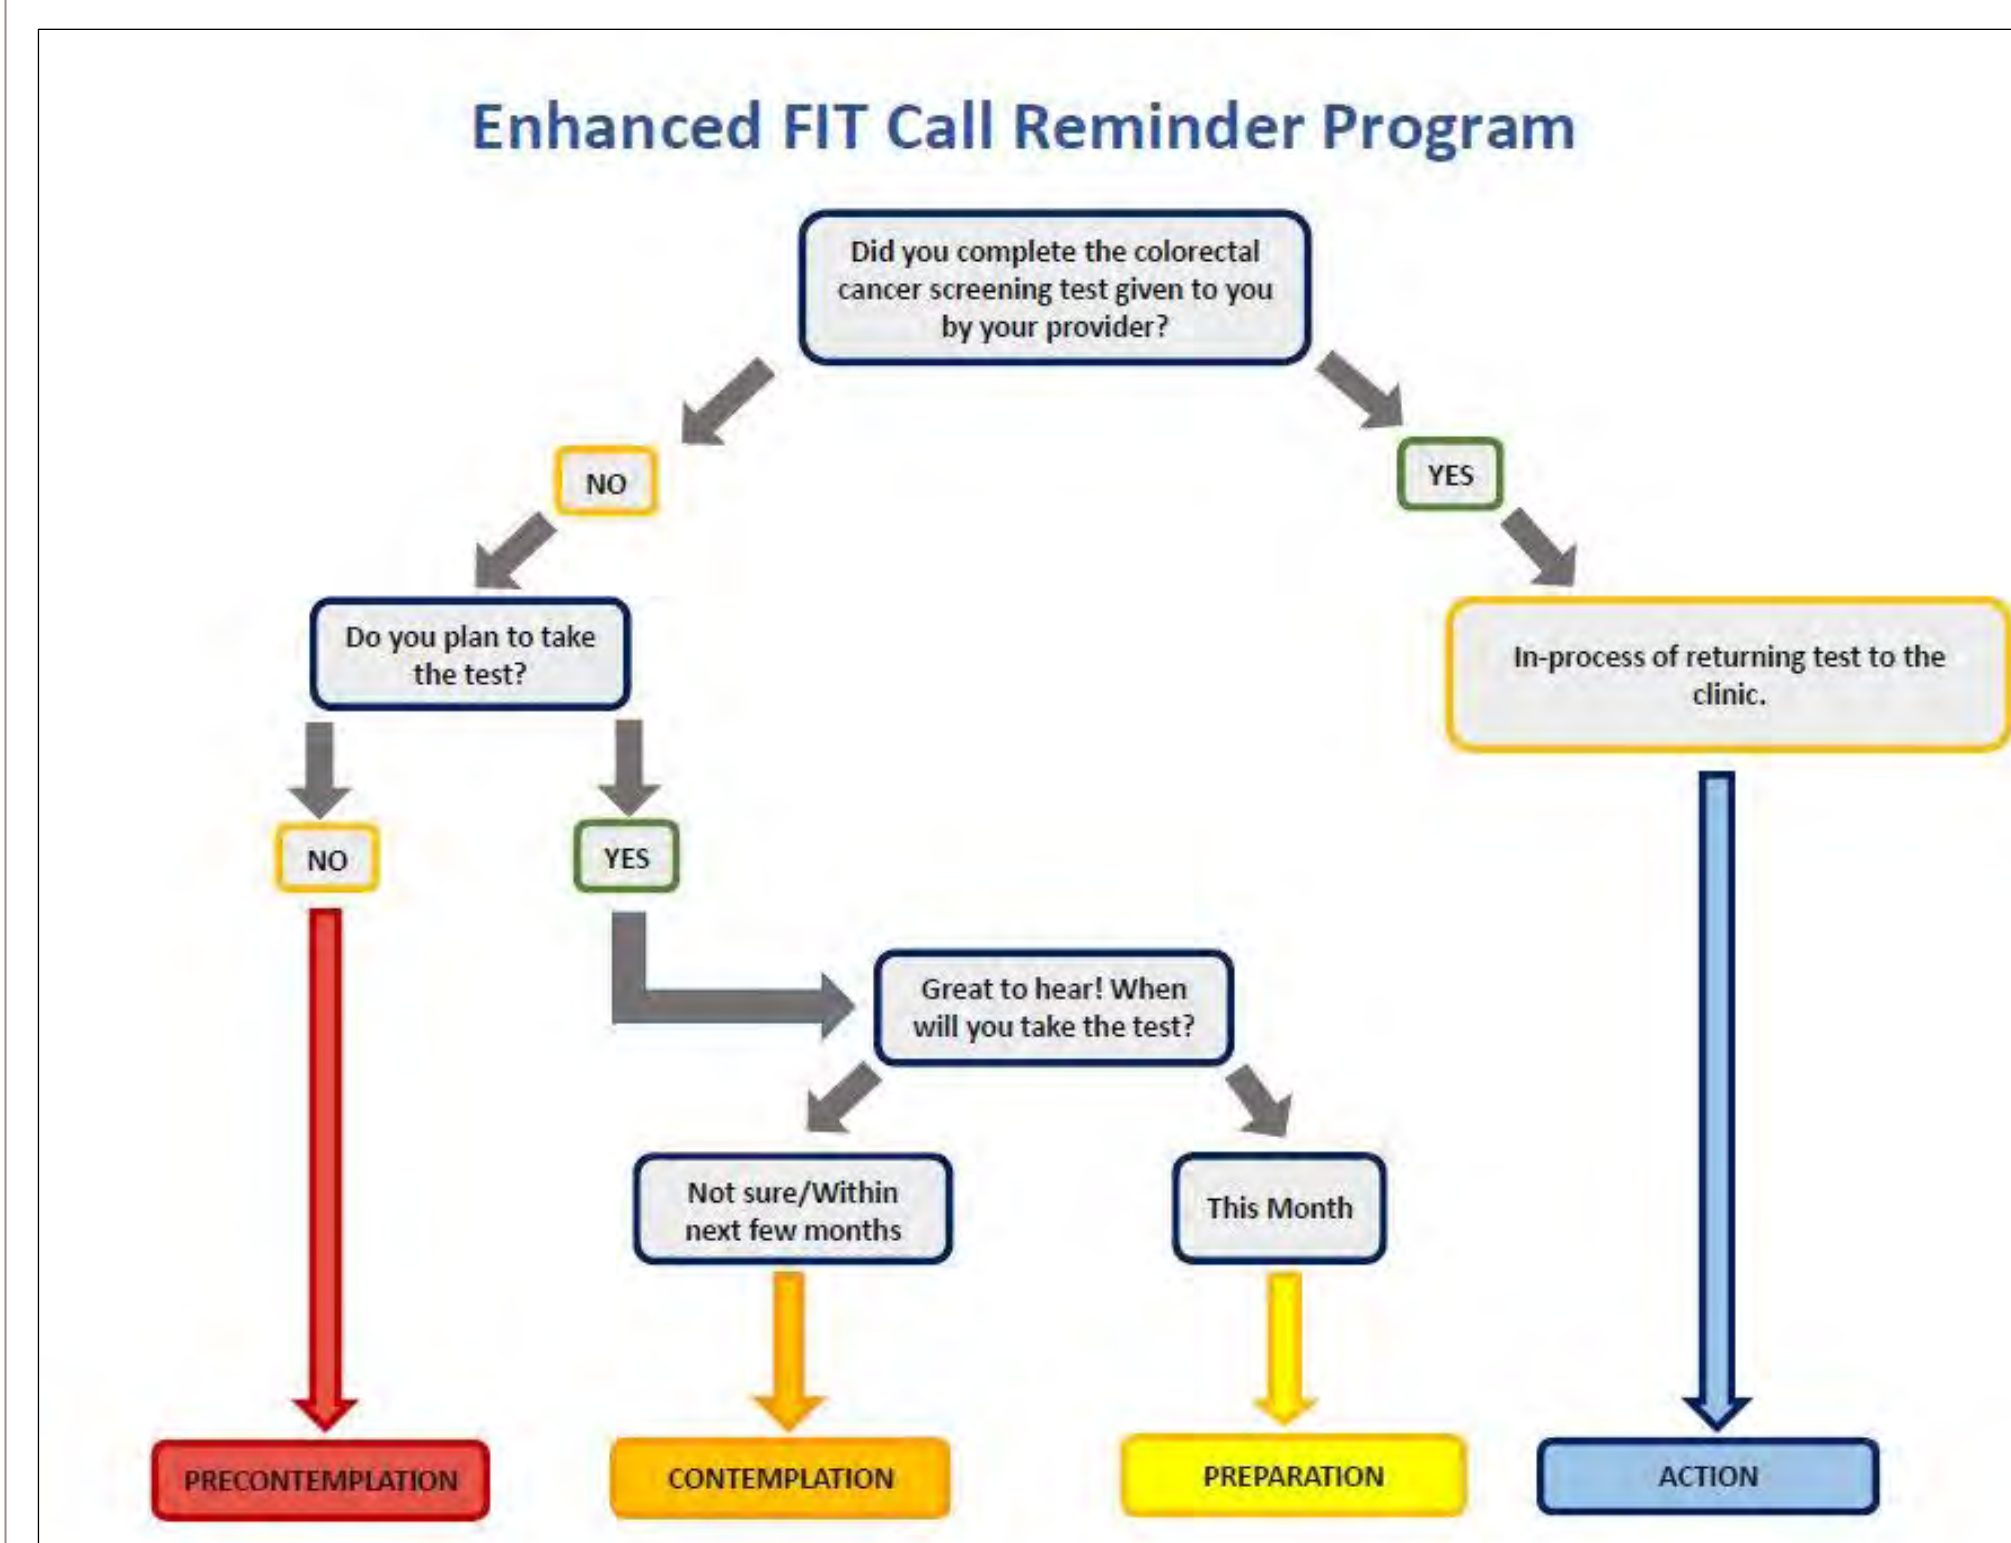 Enhanced FIT Call Reminder Program
Did you complete the colorectal
cancer screening test given to you
by your provider?
NO
YES
Do you plan to take
the test?
In-process of returning test to the
clinic.
NO
YES
Great to hear! When
will you take the test?
Not sure/Within
next few months
This Month
PRECONTEMPLATION
CONTEMPLATION
PREPARATION
ACTION